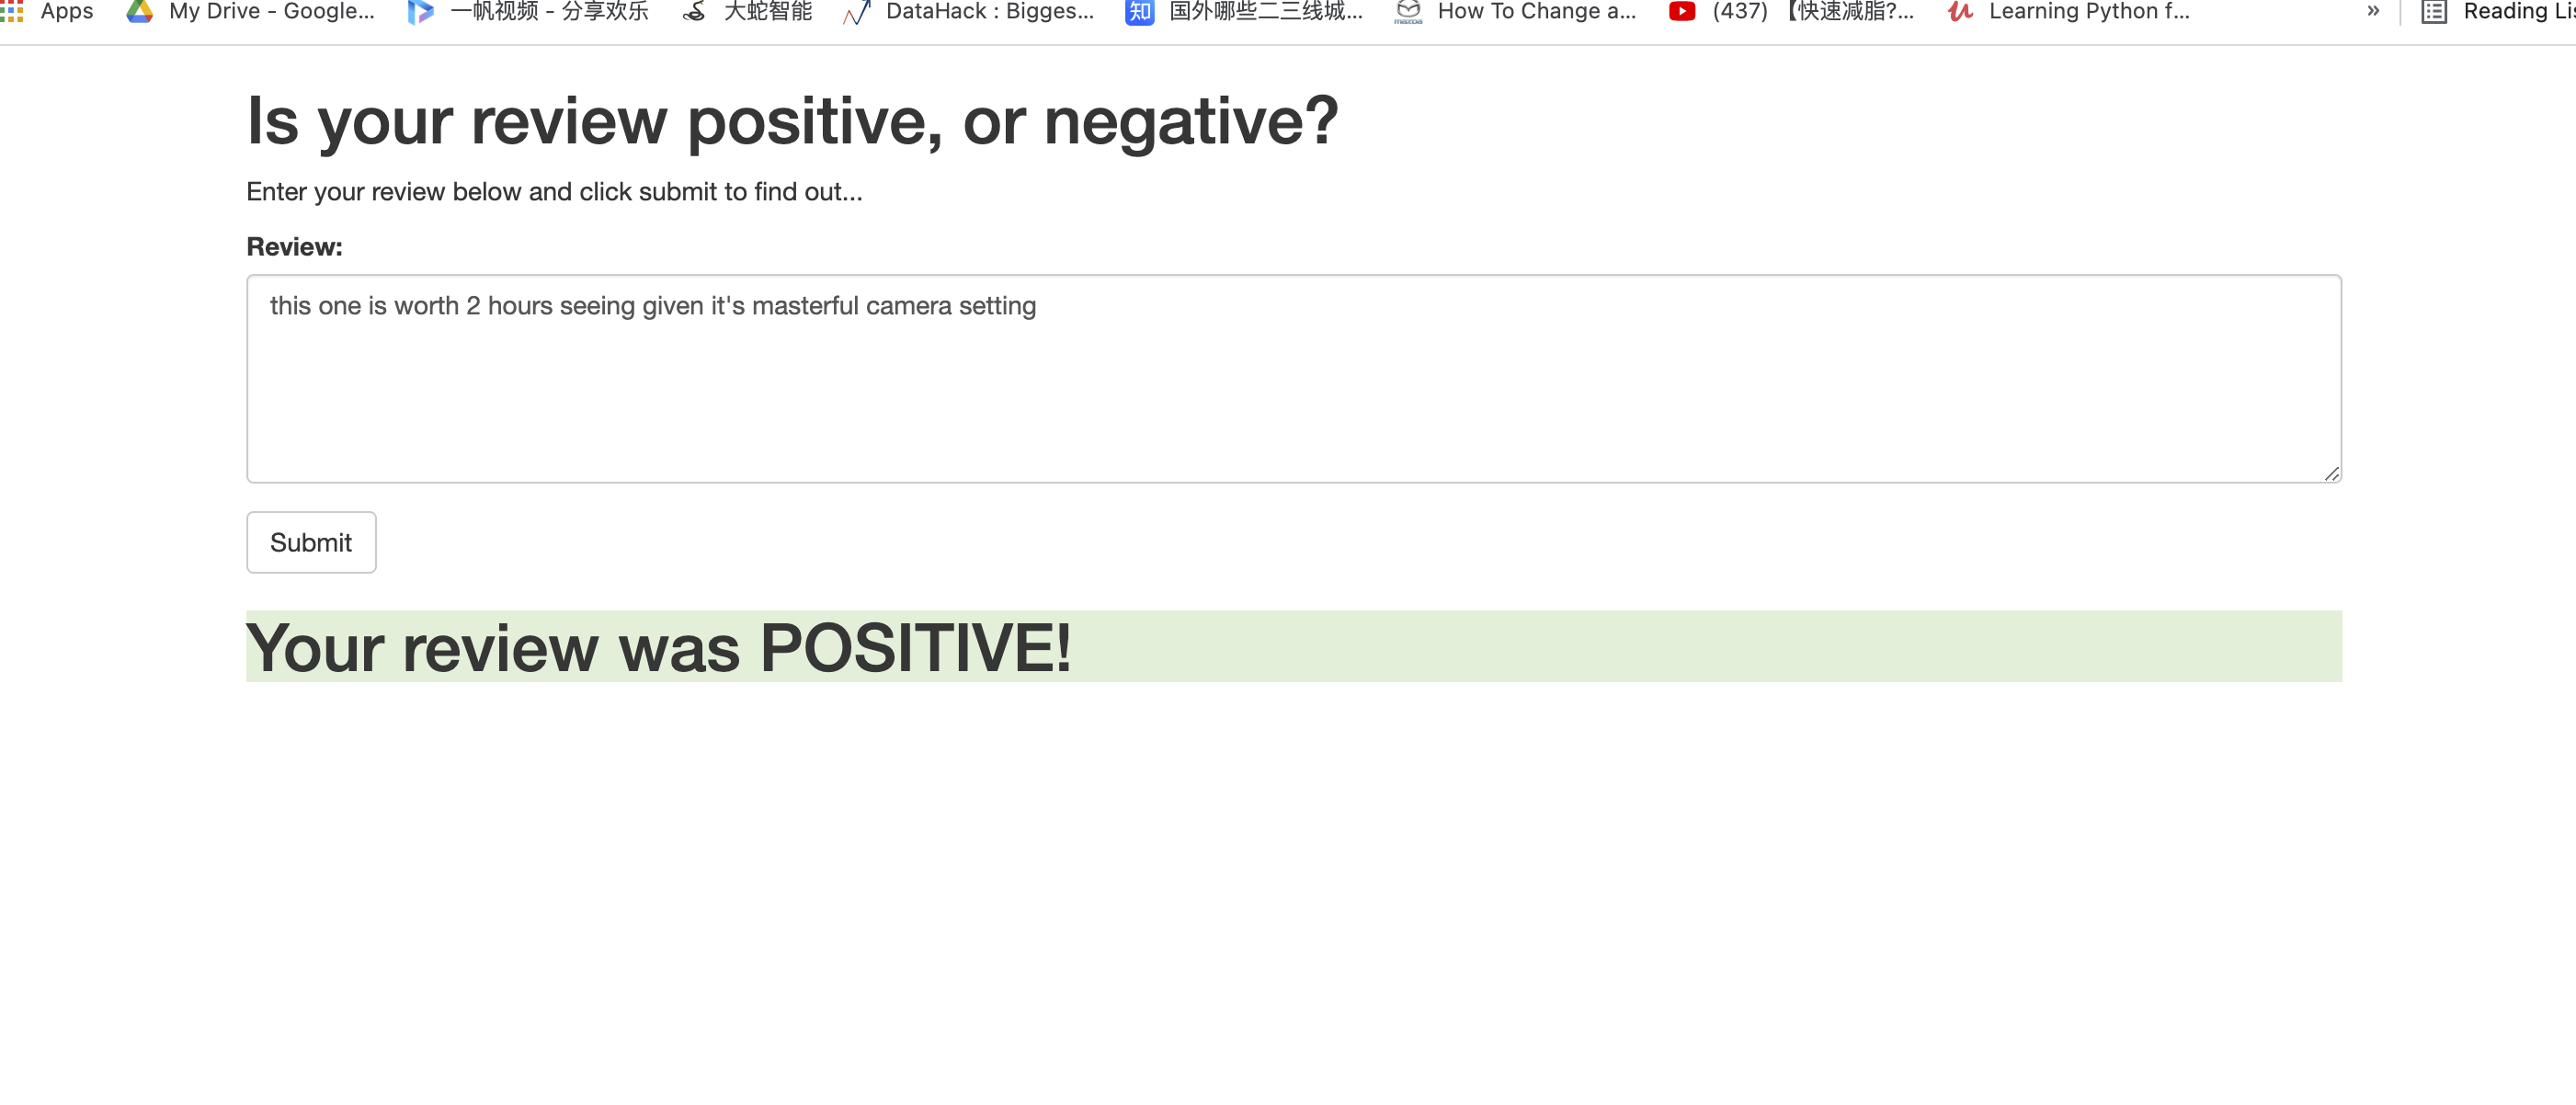 Apps My Drive - Google... 一帆视频 - 分享欢乐 大蛇智能 DataHack : Bigges... 知 国外哪些二三线城... How To Change a... (437) 【快速减脂?... Learning Python f... » Reading Lis
Is your review positive, or negative?
Enter your review below and click submit to find out...
Review:
this one is worth 2 hours seeing given it's masterful camera setting
Submit
Your review was POSITIVE!